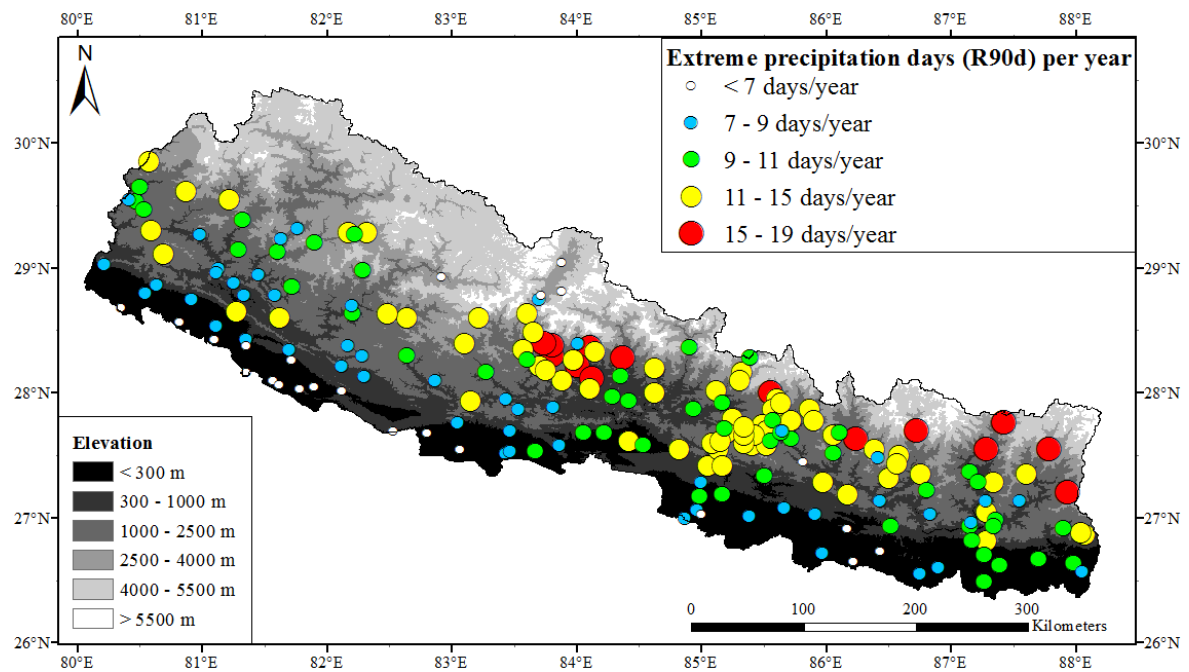 80°E 81°E 82°E 83°E 84°E 85°E 86°E 87°E 88°E
N
Extreme precipitation days (R90d) per year
< 7 days/year
7 - 9 days/year
9 - 11 days/year
11 - 15 days/year
15 - 19 days/year
30°N 30°N
29°N 29°N
28°N 28°N
27°N 27°N
26°N 26°N
Elevation
< 300 m
300 - 1000 m
1000 - 2500 m
2500 - 4000 m
4000 - 5500 m
> 5500 m
0 100 200 300
Kilometers
80°E 81°E 82°E 83°E 84°E 85°E 86°E 87°E 88°E